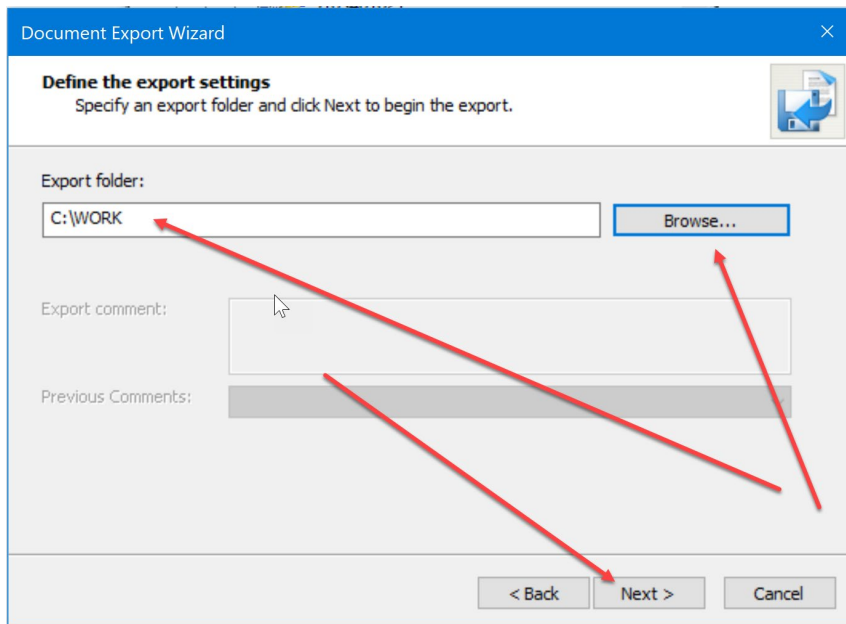 Document Export Wizard
Define the export settings
Specify an export folder and click Next to begin the export.
Export folder:
C:\WORK
Browse...
Export comment:
Previous Comments:
< Back
Next >
Cancel